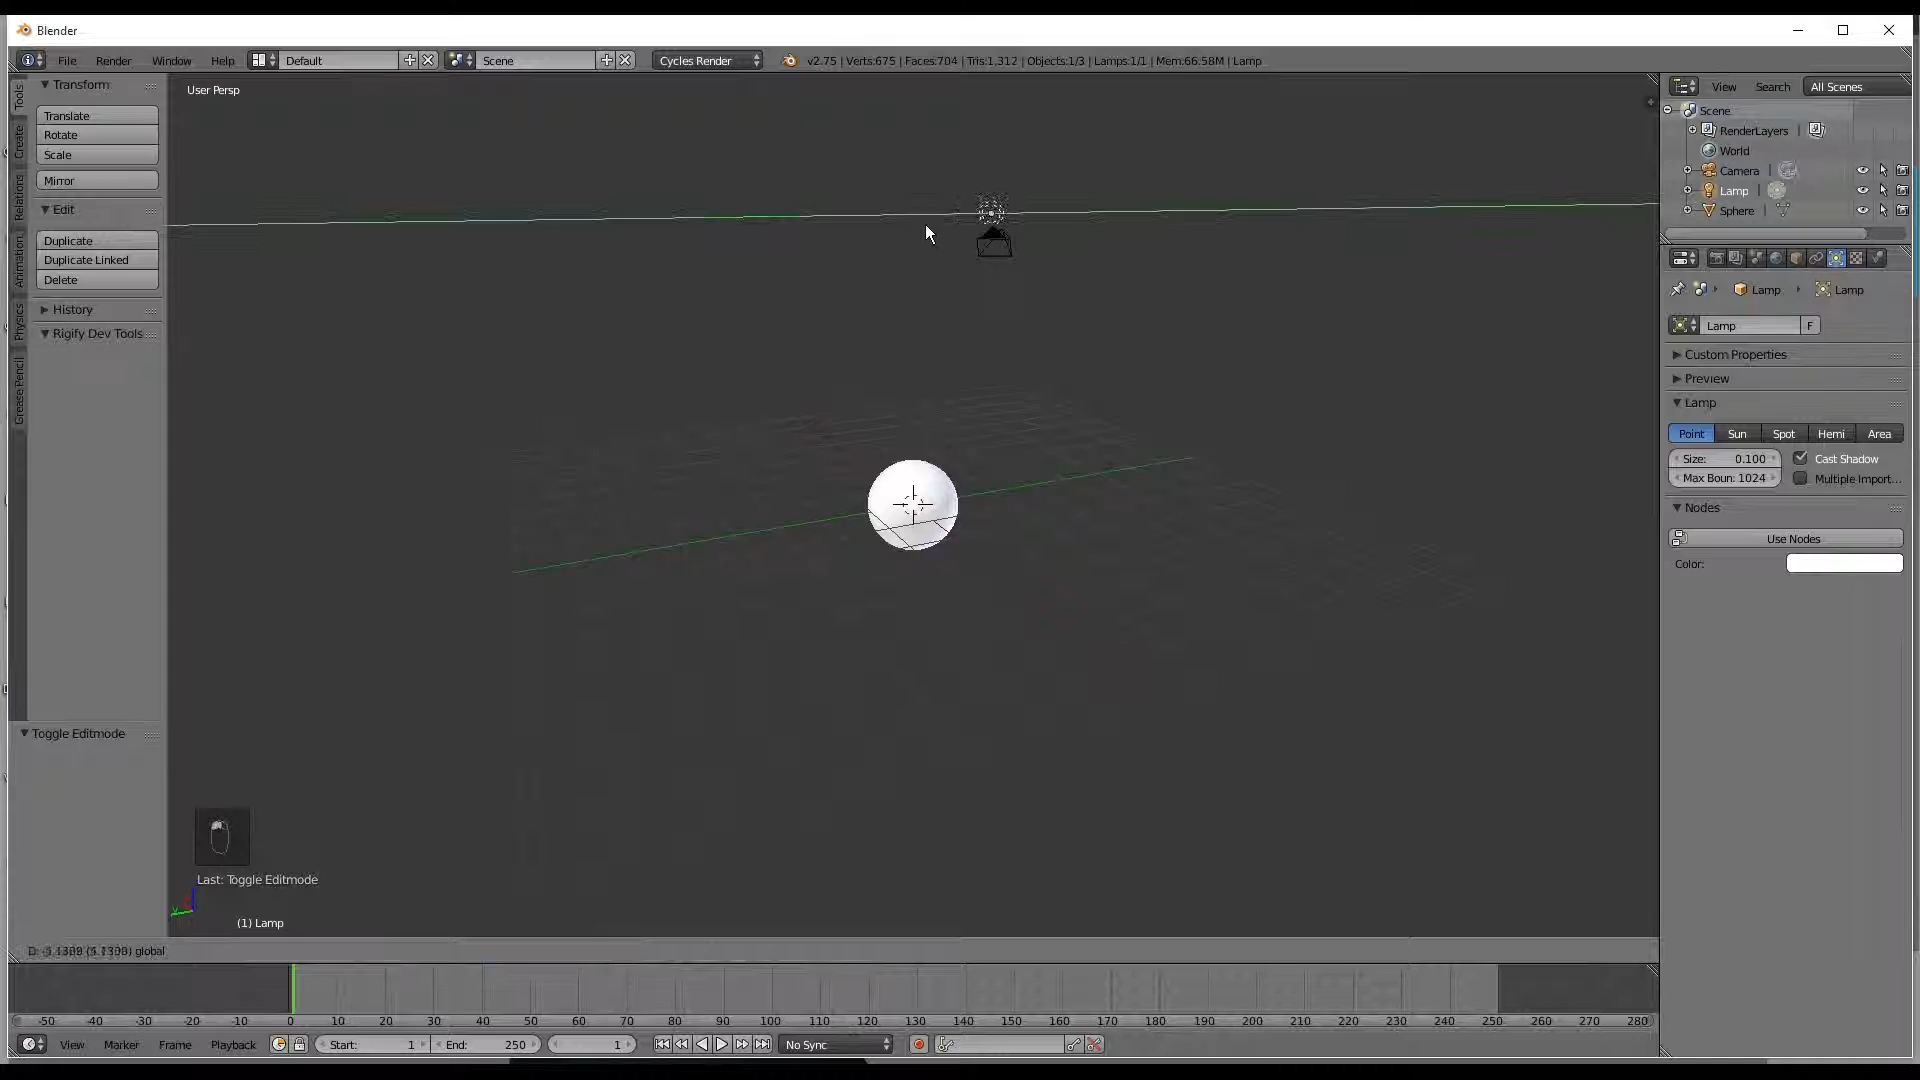 Blender
File Render Window Help Default Scene Cycles Render v2.75 | Verts:675 | Faces:704 | Tris:1,312 | Objects:1/3 | Lamps:1/1 | Mem:66.58M | Lamp
Tools
Create
Relations
Animation
Physics
Grease Pencil
Transform
Translate
Rotate
Scale
Mirror
Edit
Duplicate
Duplicate Linked
Delete
History
Rigify Dev Tools
Toggle Editmode
User Persp
Last: Toggle Editmode
(1) Lamp
global
View Search All Scenes
Scene
RenderLayers
World
Camera
Lamp
Sphere
Lamp Lamp
Lamp F
Custom Properties
Preview
Lamp
Point Sun Spot Hemi Area
Size: 0.100 Cast Shadow
Max Boun: 1024 Multiple Import...
Nodes
Use Nodes
Color:
-50 -40 -30 -20 -10 0 10 20 30 40 50 60 70 80 90 100 110 120 130 140 150 160 170 180 190 200 210 220 230 240 250 260 270 280
View Marker Frame Playback Start: 1 End: 250 1 No Sync